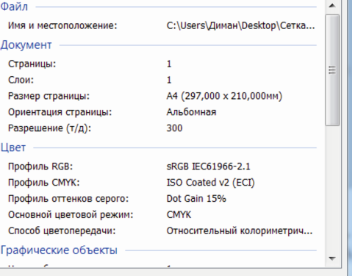 Файл
Имя и местоположение: C:\Users\Диман\Desktop\Сетка...
Документ
Страницы: 1
Слои: 1
Размер страницы: A4 (297,000 x 210,000мм)
Ориентация страницы: Альбомная
Разрешение (т/д): 300
Цвет
Профиль RGB: sRGB IEC61966-2.1
Профиль CMYK: ISO Coated v2 (ECI)
Профиль оттенков серого: Dot Gain 15%
Основной цветовой режим: CMYK
Способ цветопередачи: Относительный колориметрич...
Графические объекты